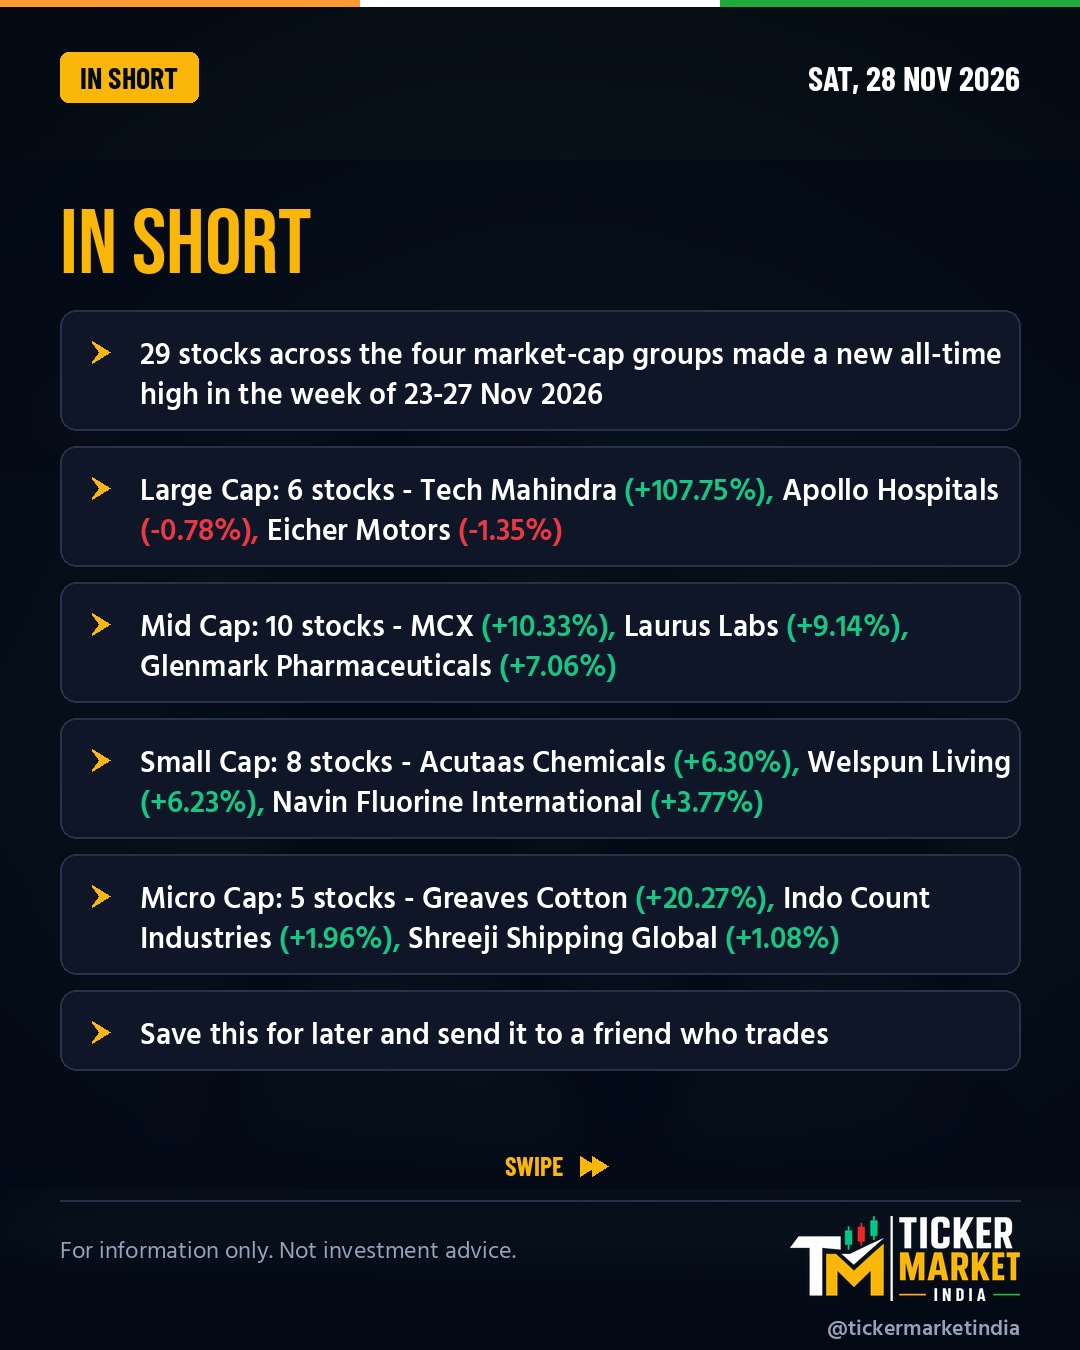 IN SHORT
SAT, 28 NOV 2026
IN SHORT
29 stocks across the four market-cap groups made a new all-time
high in the week of 23-27 Nov 2026
Large Cap: 6 stocks - Tech Mahindra (+107.75%), Apollo Hospitals
(-0.78%), Eicher Motors (-1.35%)
Mid Cap: 10 stocks - MCX (+10.33%), Laurus Labs (+9.14%),
Glenmark Pharmaceuticals (+7.06%)
Small Cap: 8 stocks - Acutaas Chemicals (+6.30%), Welspun Living
(+6.23%), Navin Fluorine International (+3.77%)
Micro Cap: 5 stocks - Greaves Cotton (+20.27%), Indo Count
Industries (+1.96%), Shreeji Shipping Global (+1.08%)
Save this for later and send it to a friend who trades
SWIPE
For information only. Not investment advice.
TM
TICKER
MARKET
INDIA
@tickermarketindia